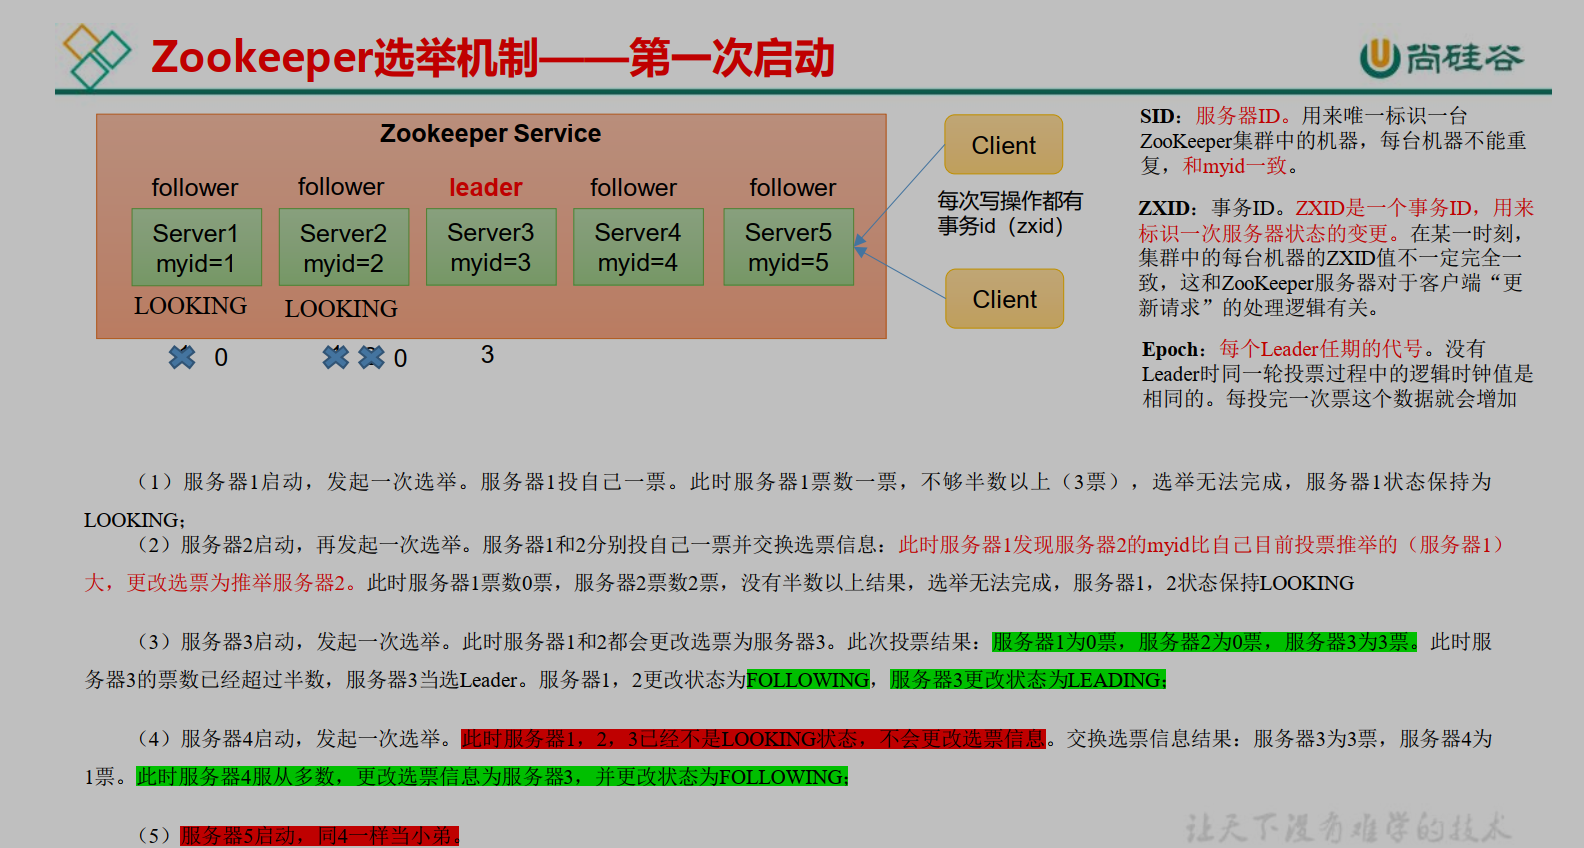 Zookeeper选举机制——第一次启动
尚硅谷
Zookeeper Service
follower
follower
leader
follower
follower
Server1
myid=1
Server2
myid=2
Server3
myid=3
Server4
myid=4
Server5
myid=5
LOOKING
LOOKING
0
0
3
Client
每次写操作都有
事务id（zxid）
Client
SID：服务器ID。用来唯一标识一台
ZooKeeper集群中的机器，每台机器不能重
复，和myid一致。
ZXID：事务ID。ZXID是一个事务ID，用来
标识一次服务器状态的变更。在某一时刻，
集群中的每台机器的ZXID值不一定完全一
致，这和ZooKeeper服务器对于客户端“更
新请求”的处理逻辑有关。
Epoch：每个Leader任期的代号。没有
Leader时同一轮投票过程中的逻辑时钟值是
相同的。每投完一次票这个数据就会增加
（1）服务器1启动，发起一次选举。服务器1投自己一票。此时服务器1票数一票，不够半数以上（3票），选举无法完成，服务器1状态保持为
LOOKING；
（2）服务器2启动，再发起一次选举。服务器1和2分别投自己一票并交换选票信息：此时服务器1发现服务器2的myid比自己目前投票推举的（服务器1）
大，更改选票为推举服务器2。此时服务器1票数0票，服务器2票数2票，没有半数以上结果，选举无法完成，服务器1，2状态保持LOOKING
（3）服务器3启动，发起一次选举。此时服务器1和2都会更改选票为服务器3。此次投票结果：服务器1为0票，服务器2为0票，服务器3为3票。此时服
务器3的票数已经超过半数，服务器3当选Leader。服务器1，2更改状态为FOLLOWING，服务器3更改状态为LEADING；
（4）服务器4启动，发起一次选举。此时服务器1，2，3已经不是LOOKING状态，不会更改选票信息。交换选票信息结果：服务器3为3票，服务器4为
1票。此时服务器4服从多数，更改选票信息为服务器3，并更改状态为FOLLOWING；
（5）服务器5启动，同4一样当小弟。
让天下没有难学的技术